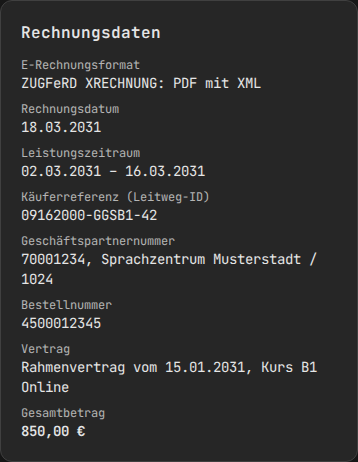 Rechnungsdaten
E-Rechnungsformat
ZUGFeRD XRECHNUNG: PDF mit XML
Rechnungsdatum
18.03.2031
Leistungszeitraum
02.03.2031 – 16.03.2031
Käuferreferenz (Leitweg-ID)
09162000-GGSB1-42
Geschäftspartnernummer
70001234, Sprachzentrum Musterstadt /
1024
Bestellnummer
4500012345
Vertrag
Rahmenvertrag vom 15.01.2031, Kurs B1
Online
Gesamtbetrag
850,00 €